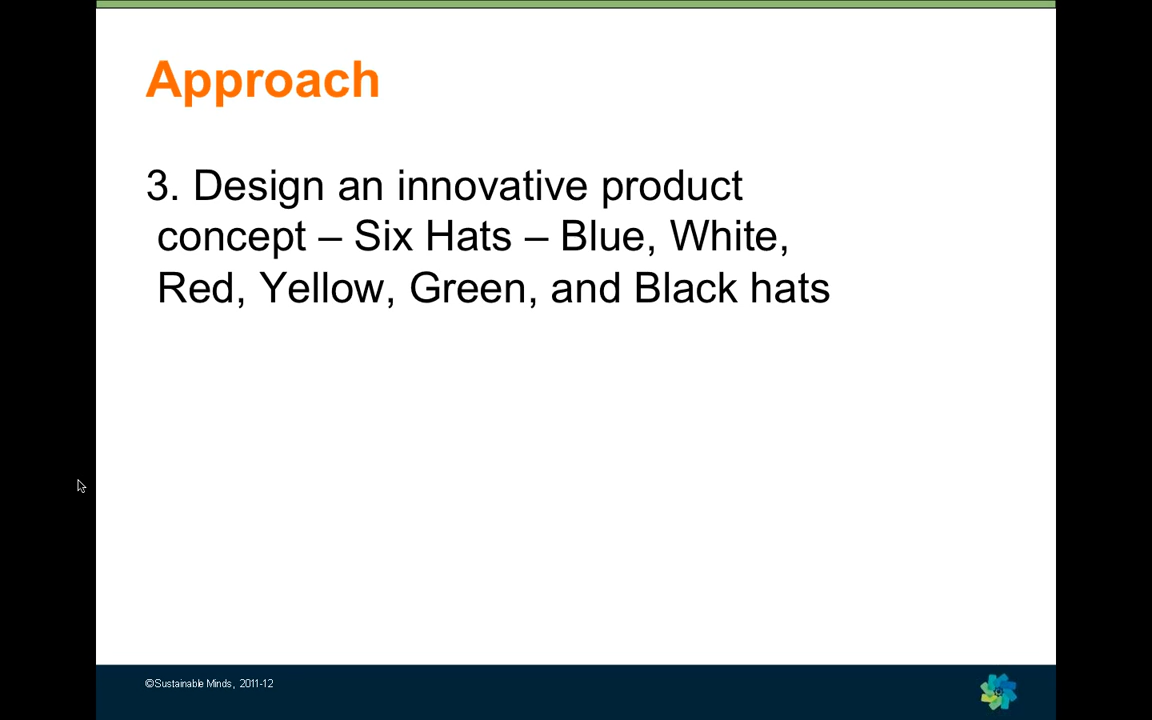 Approach
3. Design an innovative product
concept – Six Hats – Blue, White,
Red, Yellow, Green, and Black hats
©Sustainable Minds, 2011-12